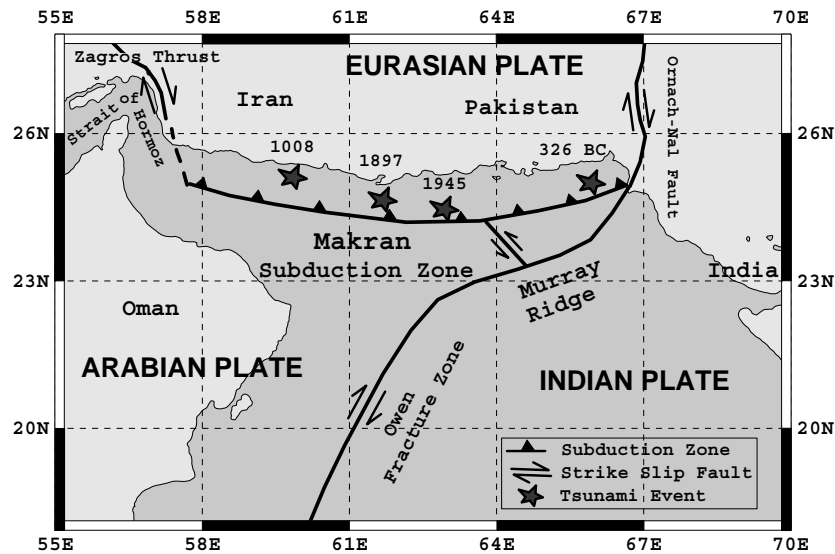 55E 58E 61E 64E 67E 70E
Zagros Thrust
EURASIAN PLATE
Iran
Pakistan
Strait of
Hormoz
Ornach-Nal Fault
26N
26N
1008
1897
1945
326 BC
Makran
Subduction Zone
Murray
Ridge
India
23N
23N
Oman
ARABIAN PLATE
INDIAN PLATE
Owen
Fracture Zone
20N
20N
Subduction Zone
Strike Slip Fault
Tsunami Event
55E 58E 61E 64E 67E 70E